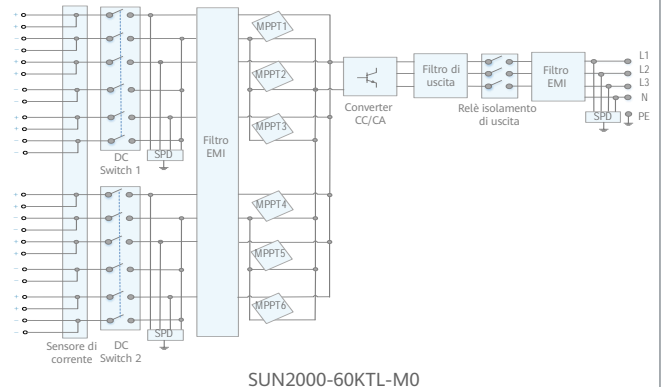 MPPT1
MPPT2
MPPT3
MPPT4
MPPT5
MPPT6
Filtro
EMI
SPD
DC
Switch 1
SPD
Sensore di
corrente
DC
Switch 2
Converter
CC/CA
Filtro di
uscita
Relè isolamento
di uscita
Filtro
EMI
SPD
L1
L2
L3
N
PE
SUN2000-60KTL-M0